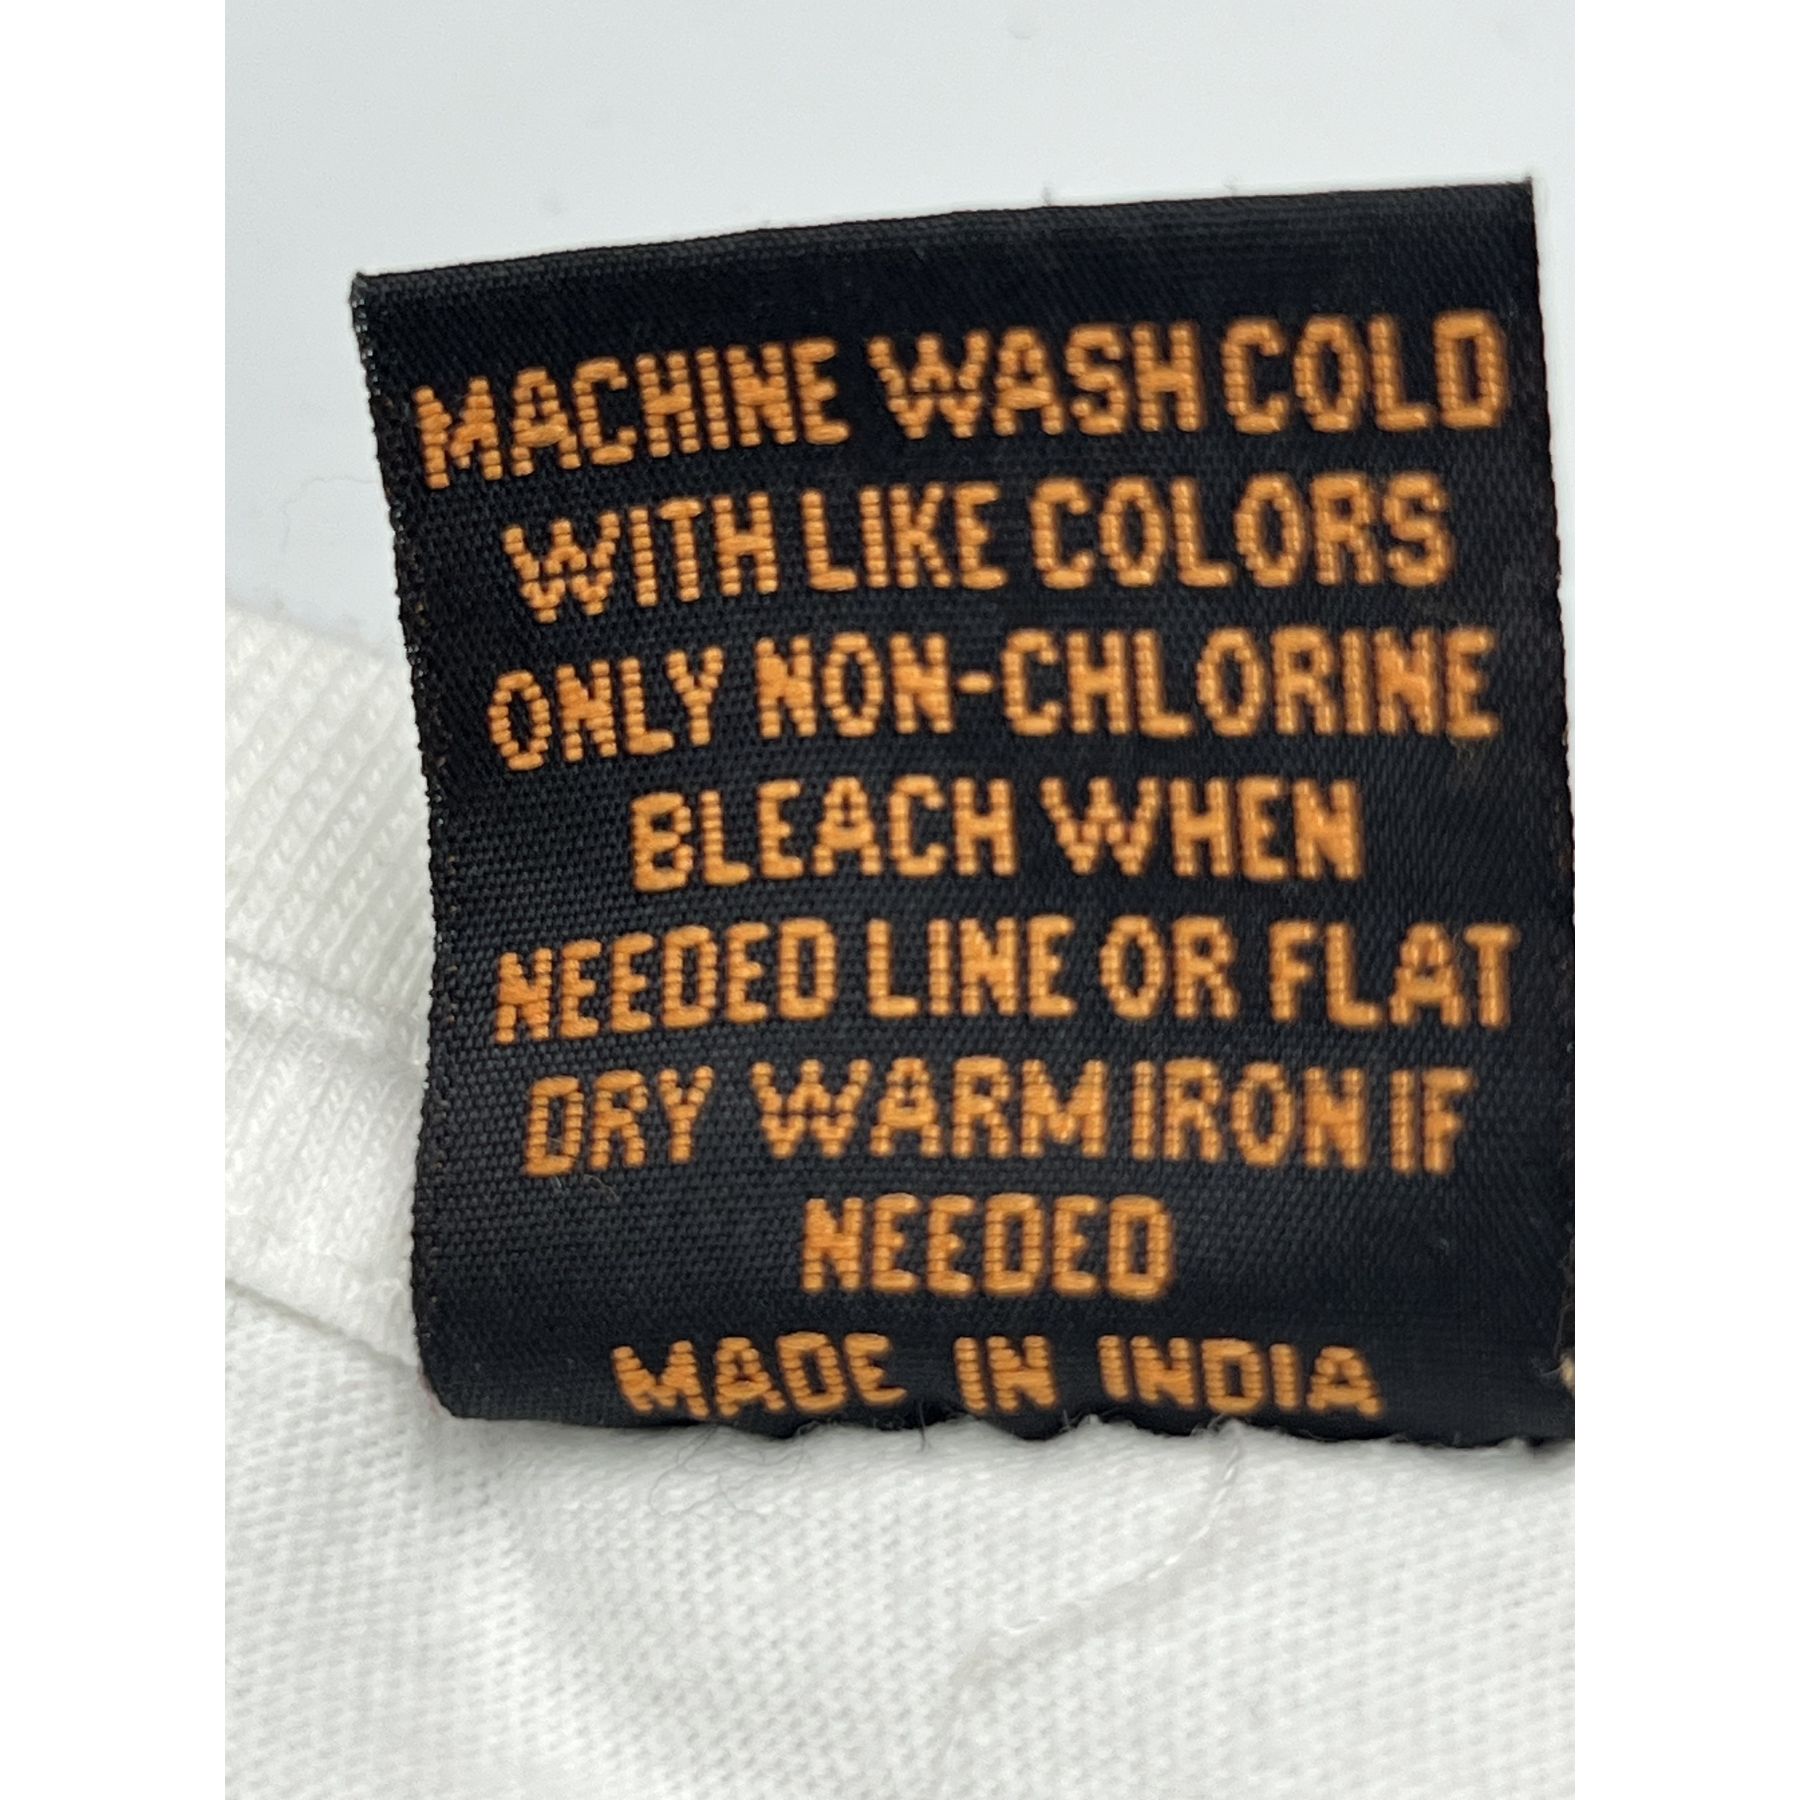 MACHINE WASH COLD
WITH LIKE COLORS
ONLY NON-CHLORINE
BLEACH WHEN
NEEDED LINE OR FLAT
DRY WARM IRON IF
NEEDED
MADE IN INDIA